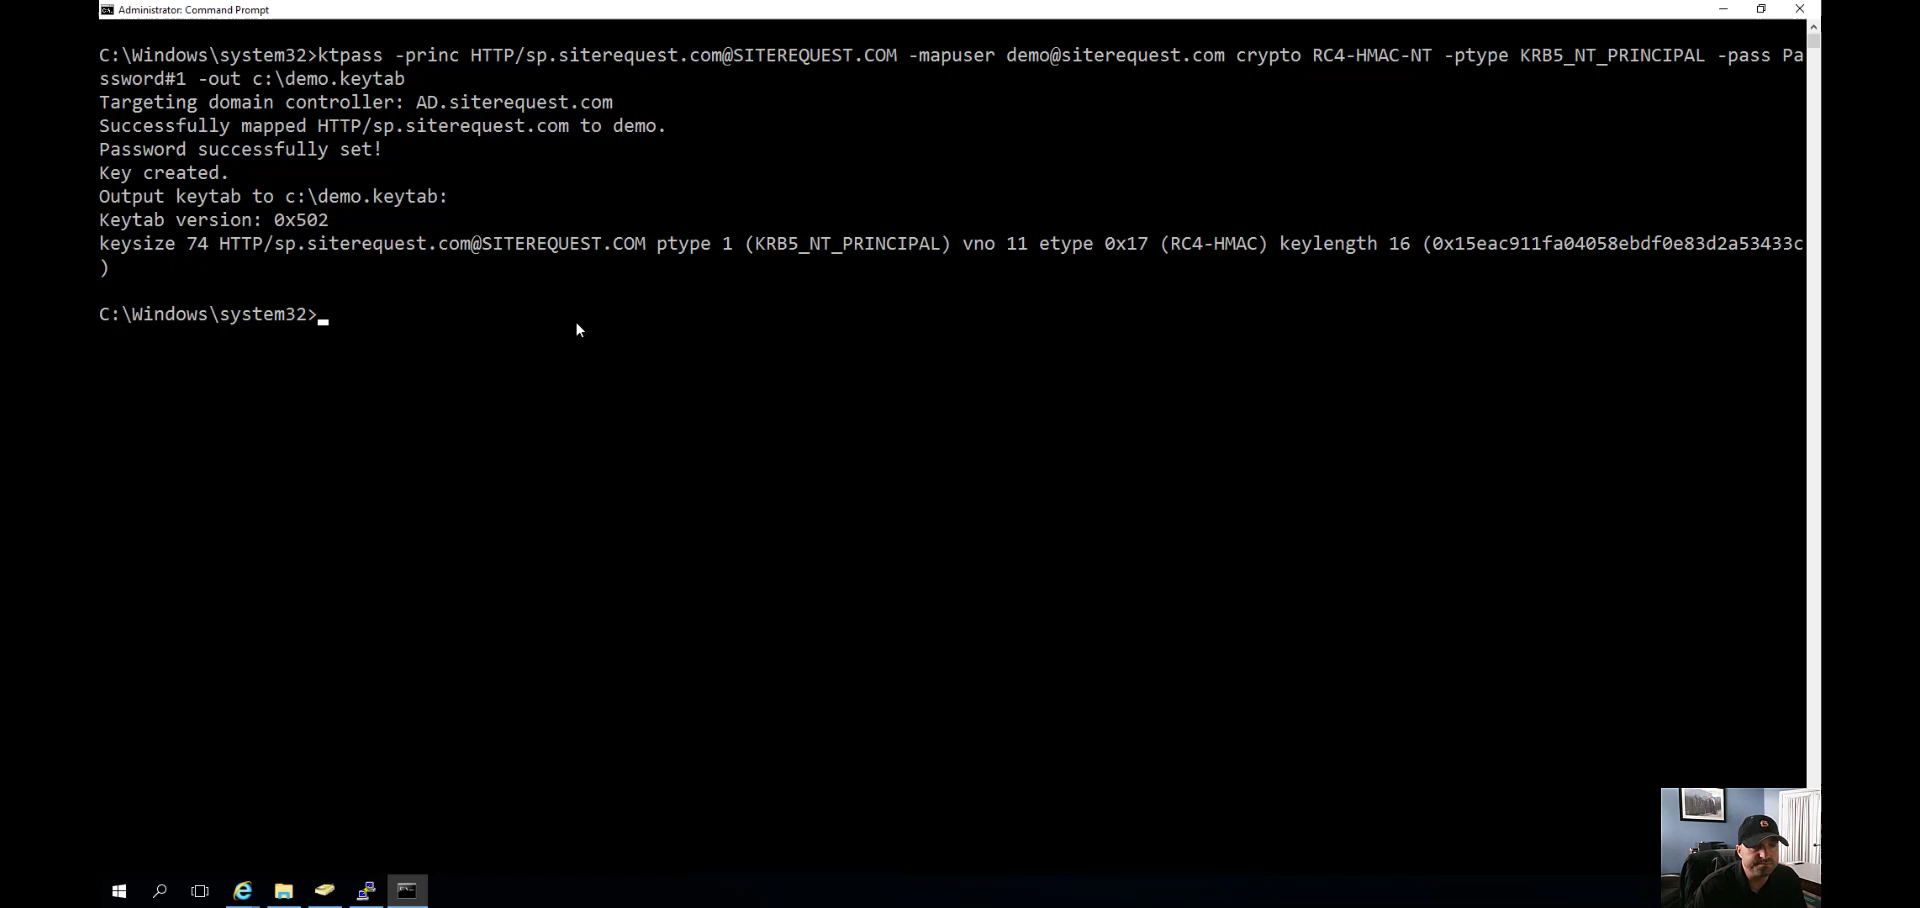 Administrator: Command Prompt
C:\Windows\system32>ktpass -princ HTTP/sp.siterequest.com@SITEREQUEST.COM -mapuser demo@siterequest.com crypto RC4-HMAC-NT -ptype KRB5_NT_PRINCIPAL -pass Pa
ssword#1 -out c:\demo.keytab
Targeting domain controller: AD.siterequest.com
Successfully mapped HTTP/sp.siterequest.com to demo.
Password successfully set!
Key created.
Output keytab to c:\demo.keytab:
Keytab version: 0x502
keysize 74 HTTP/sp.siterequest.com@SITEREQUEST.COM ptype 1 (KRB5_NT_PRINCIPAL) vno 11 etype 0x17 (RC4-HMAC) keylength 16 (0x15eac911fa04058ebdf0e83d2a53433c
)
C:\Windows\system32>